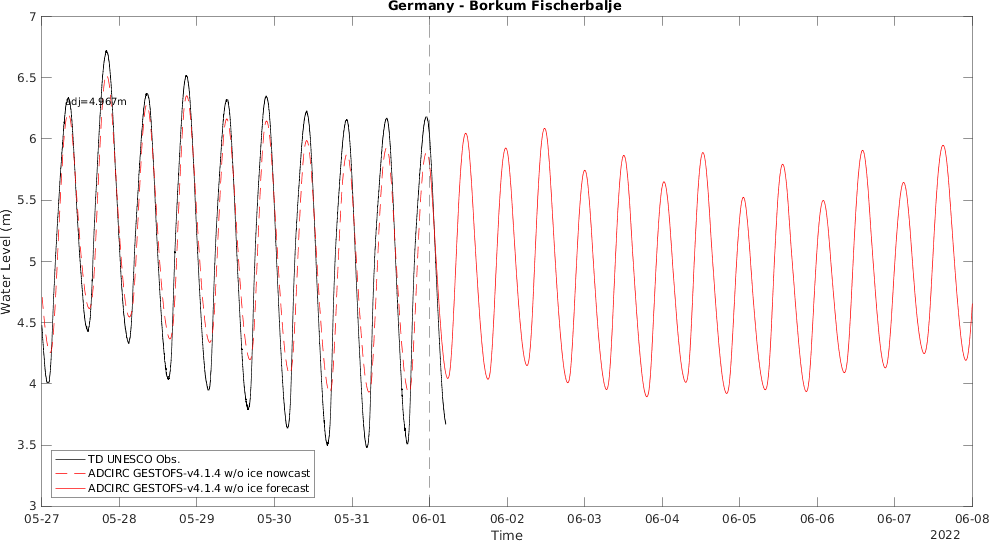 Germany - Borkum Fischerbalje
7
6.5
adj=4.967m
6
5.5
Water Level (m)
5
4.5
4
3.5
TD UNESCO Obs.
ADCIRC GESTOFS-v4.1.4 w/o ice nowcast
ADCIRC GESTOFS-v4.1.4 w/o ice forecast
3
05-27 05-28 05-29 05-30 05-31 06-01 06-02 06-03 06-04 06-05 06-06 06-07 06-08
Time
2022